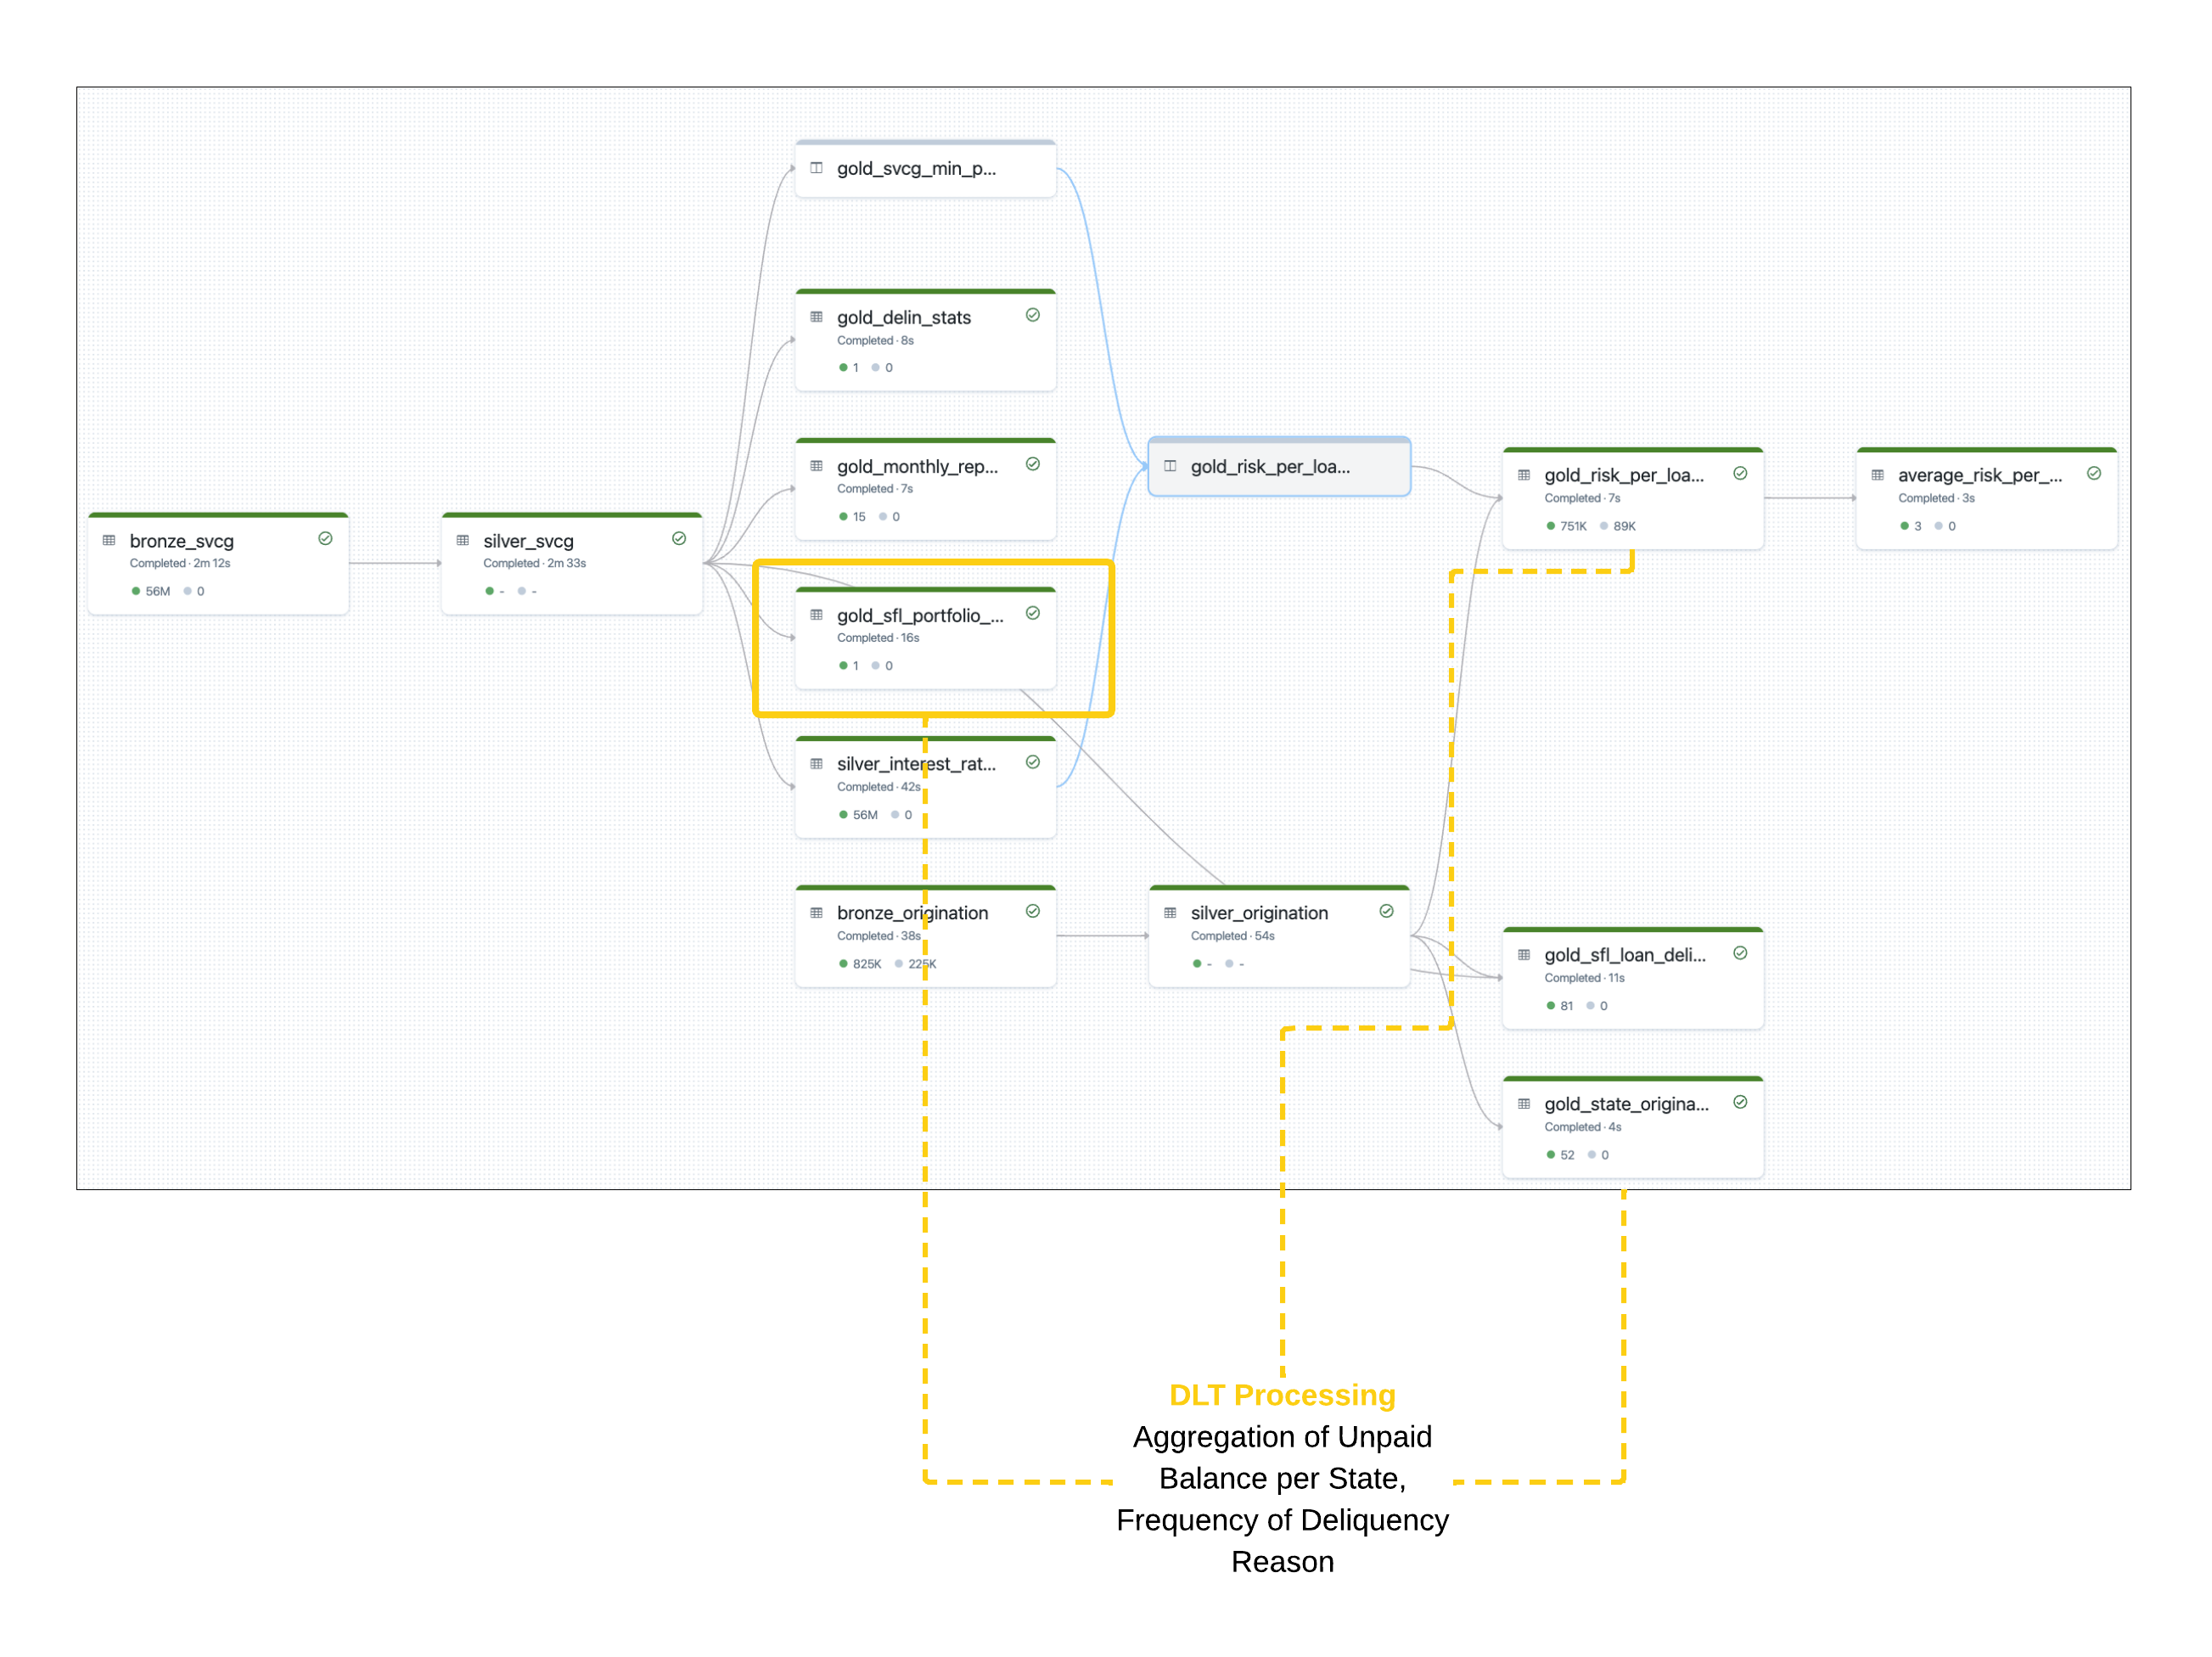 gold_svcg_min_p...
gold_delin_stats
Completed · 8s
1 0
gold_monthly_rep...
Completed · 7s
15 0
bronze_svcg
Completed · 2m 12s
56M 0
silver_svcg
Completed · 2m 33s
- -
gold_sfl_portfolio_...
Completed · 16s
1 0
silver_interest_rat...
Completed · 42s
56M 0
bronze_origination
Completed · 38s
825K 225K
gold_risk_per_loa...
silver_origination
Completed · 54s
- -
gold_risk_per_loa...
Completed · 7s
751K 89K
average_risk_per_...
Completed · 3s
3 0
gold_sfl_loan_deli...
Completed · 11s
81 0
gold_state_origina...
Completed · 4s
52 0
DLT Processing
Aggregation of Unpaid
Balance per State,
Frequency of Deliquency
Reason